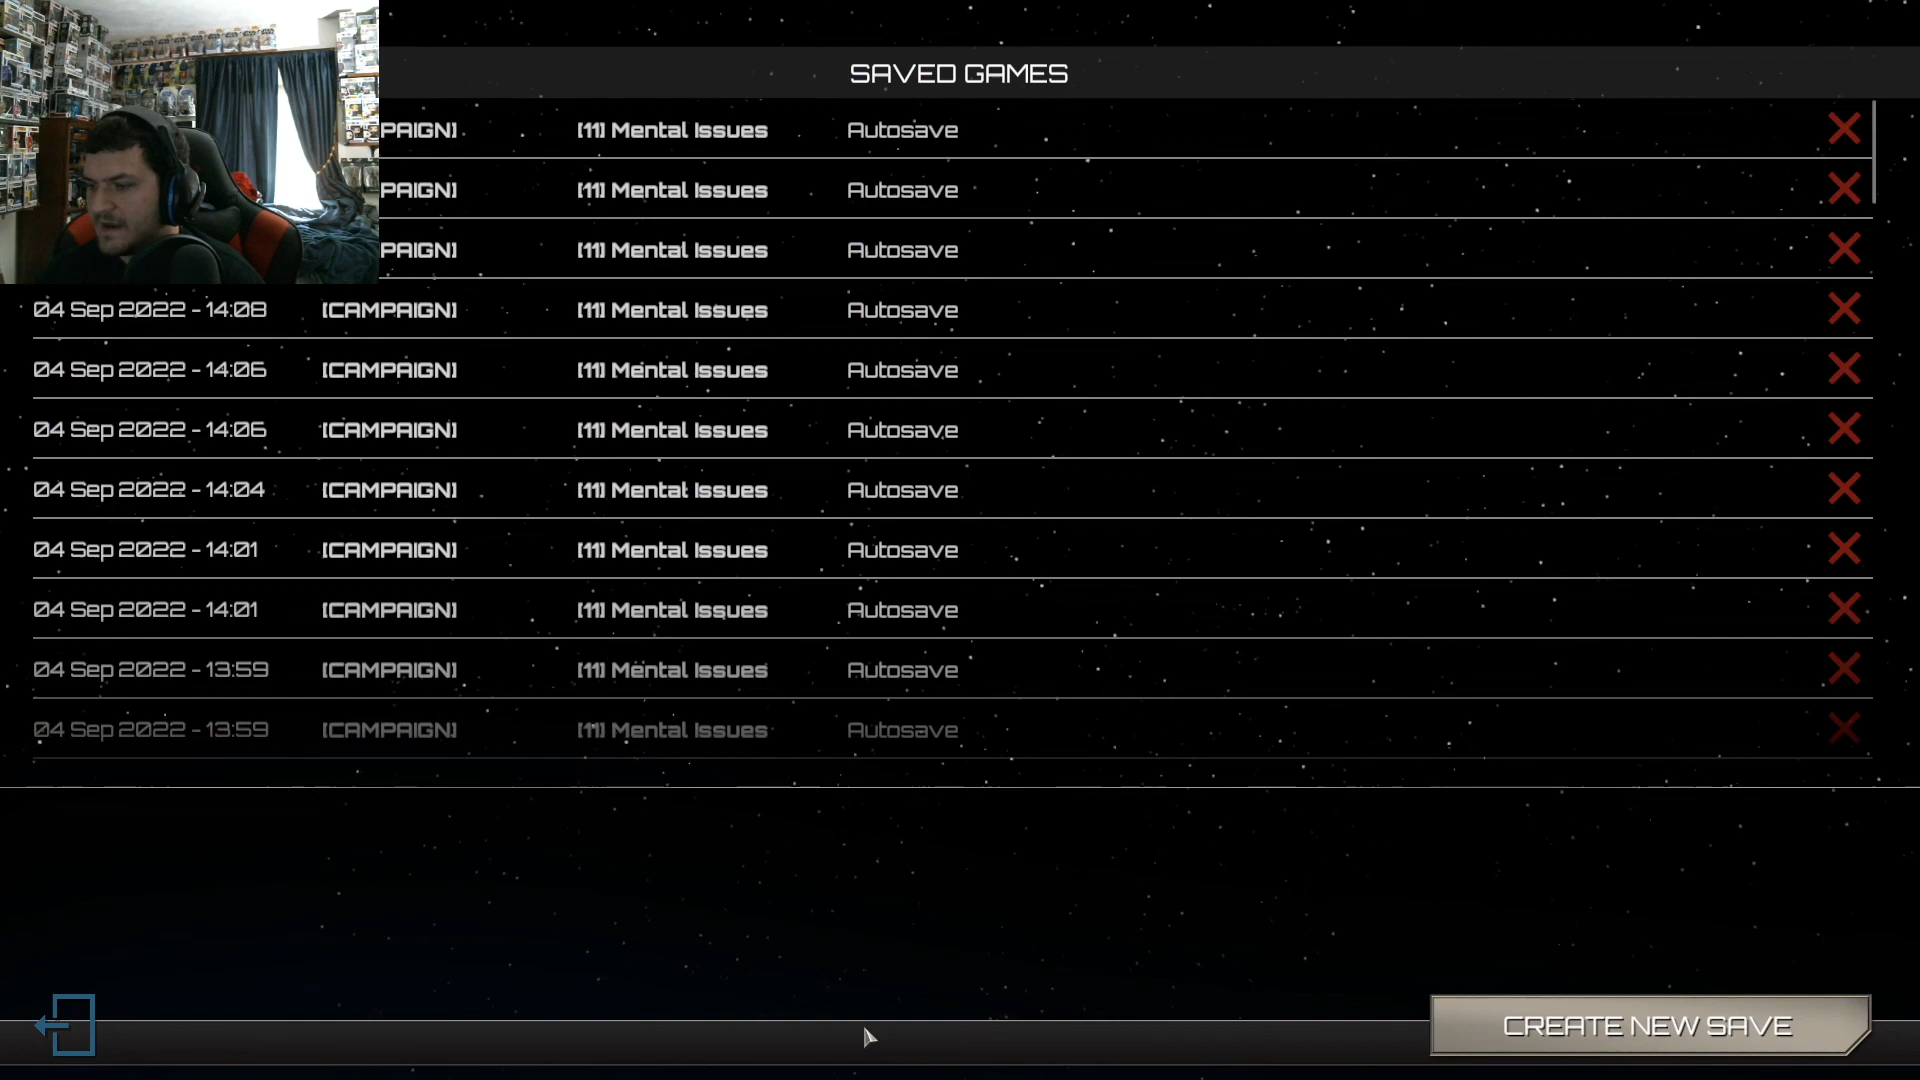 SAVED GAMES
PAIGN] [11] Mental Issues Autosave
PAIGN] [11] Mental Issues Autosave
PAIGN] [11] Mental Issues Autosave
04 Sep 2022 - 14:08 [CAMPAIGN] [11] Mental Issues Autosave
04 Sep 2022 - 14:06 [CAMPAIGN] [11] Mental Issues Autosave
04 Sep 2022 - 14:06 [CAMPAIGN] [11] Mental Issues Autosave
04 Sep 2022 - 14:04 [CAMPAIGN] [11] Mental Issues Autosave
04 Sep 2022 - 14:01 [CAMPAIGN] [11] Mental Issues Autosave
04 Sep 2022 - 14:01 [CAMPAIGN] [11] Mental Issues Autosave
04 Sep 2022 - 13:59 [CAMPAIGN] [11] Mental Issues Autosave
04 Sep 2022 - 13:59 [CAMPAIGN] [11] Mental Issues Autosave
CREATE NEW SAVE